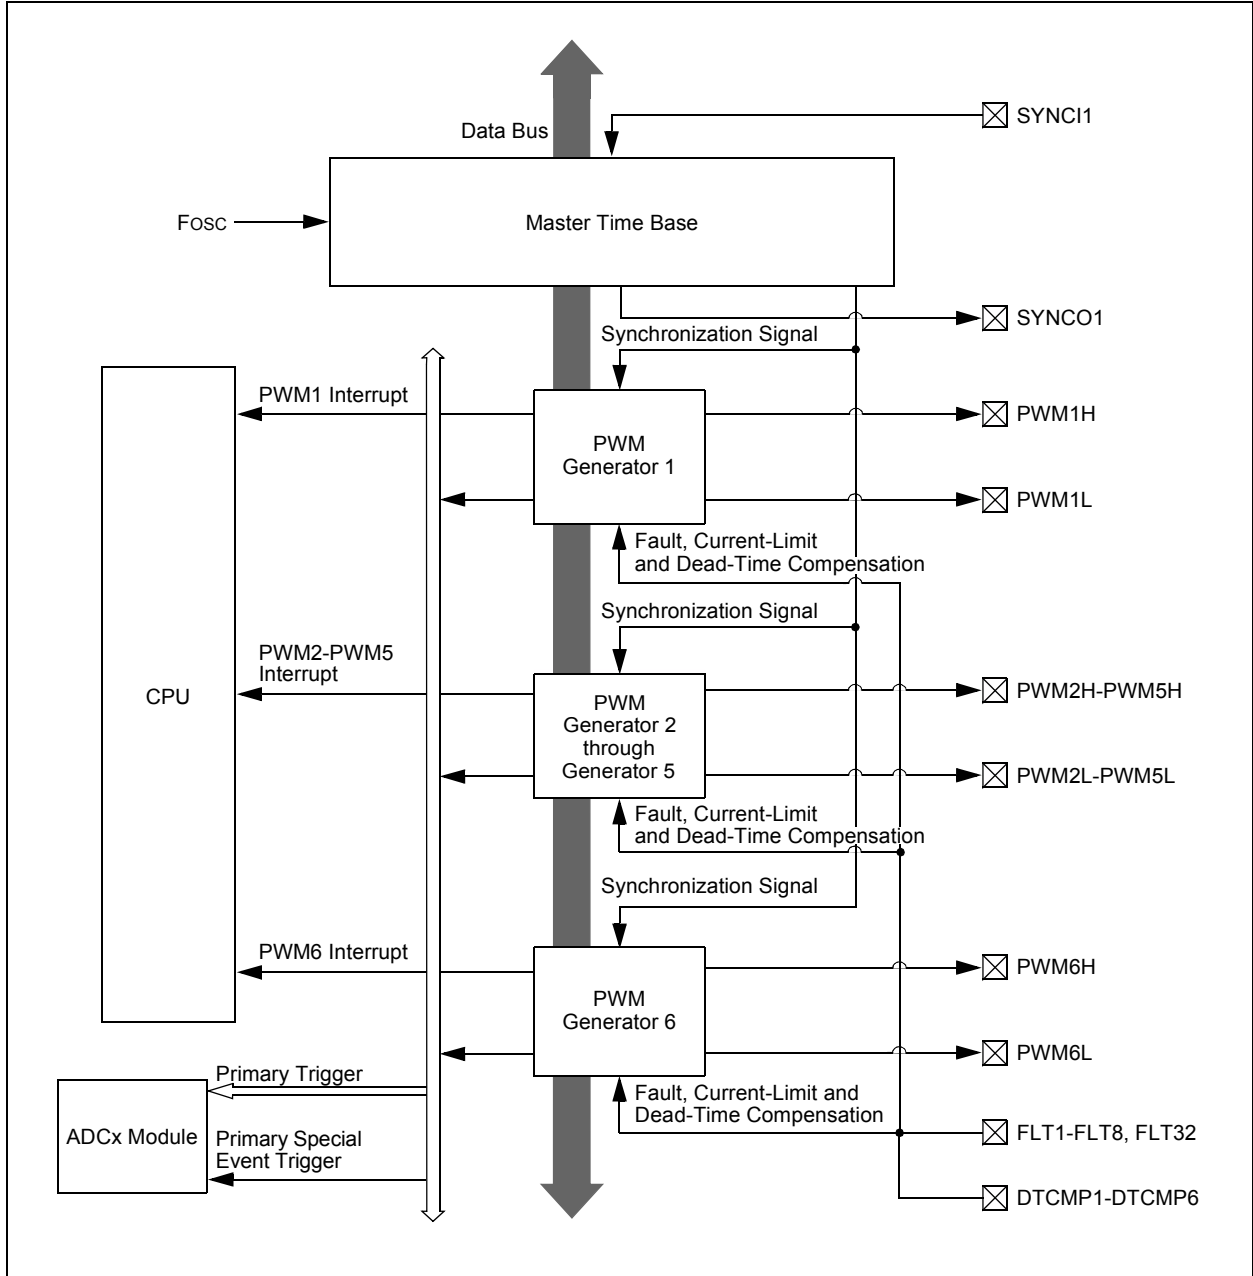 SYNCI1
Data Bus
Master Time Base
FOSC
SYNCO1
Synchronization Signal
PWM1 Interrupt
PWM
Generator 1
PWM1H
PWM1L
Fault, Current-Limit
and Dead-Time Compensation
Synchronization Signal
CPU
PWM2-PWM5
Interrupt
PWM
Generator 2
through
Generator 5
PWM2H-PWM5H
PWM2L-PWM5L
Fault, Current-Limit
and Dead-Time Compensation
Synchronization Signal
PWM6 Interrupt
PWM
Generator 6
PWM6H
PWM6L
Primary Trigger
ADCx Module
Primary Special
Event Trigger
Fault, Current-Limit and
Dead-Time Compensation
FLT1-FLT8, FLT32
DTCMP1-DTCMP6